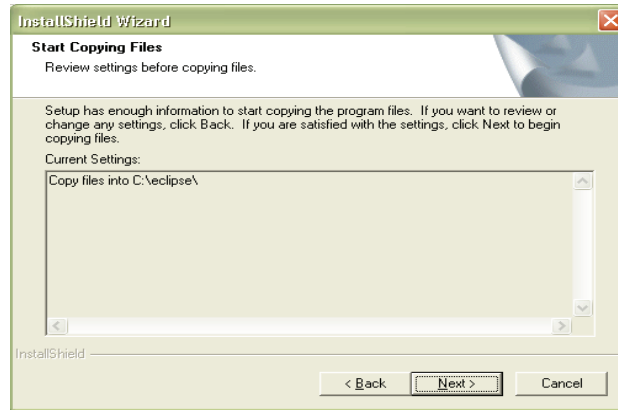 InstallShield Wizard
Start Copying Files
Review settings before copying files.
Setup has enough information to start copying the program files. If you want to review or
change any settings, click Back. If you are satisfied with the settings, click Next to begin
copying files.
Current Settings:
Copy files into C:\eclipse\
InstallShield
< Back Next > Cancel